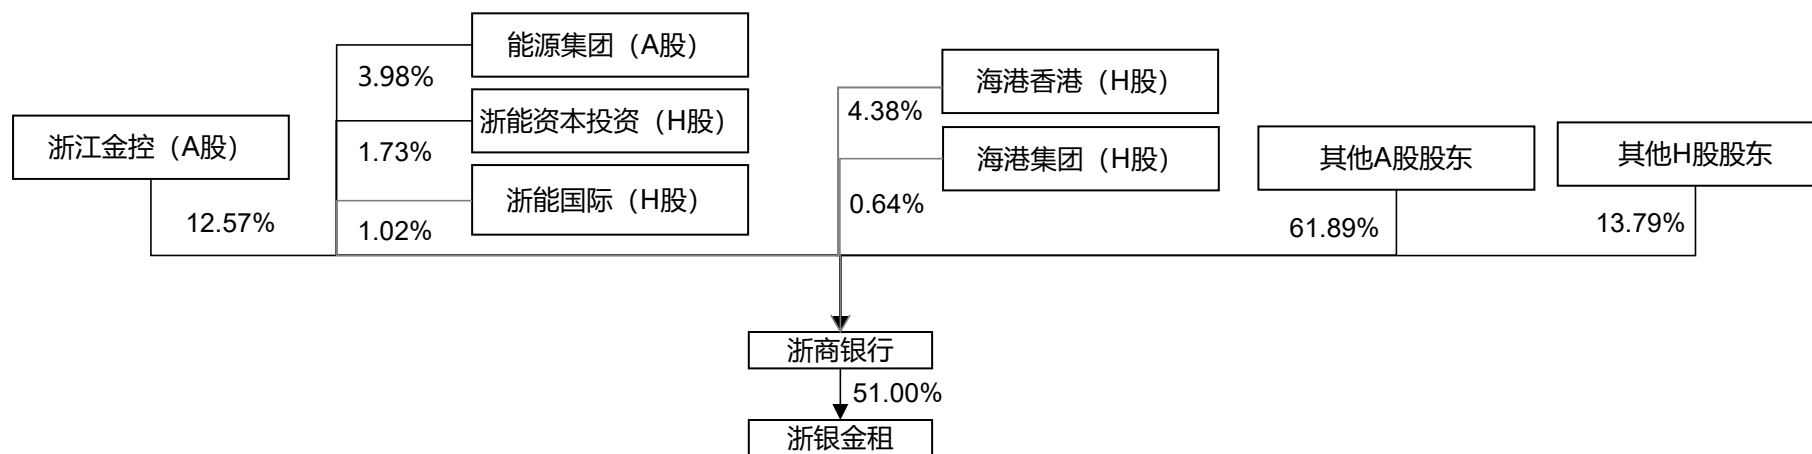 能源集团（A股）
3.98%
浙能资本投资（H股）
1.73%
浙能国际（H股）
1.02%
浙江金控（A股）
12.57%
海港香港（H股）
4.38%
海港集团（H股）
0.64%
其他A股股东
61.89%
其他H股股东
13.79%
浙商银行
51.00%
浙银金租